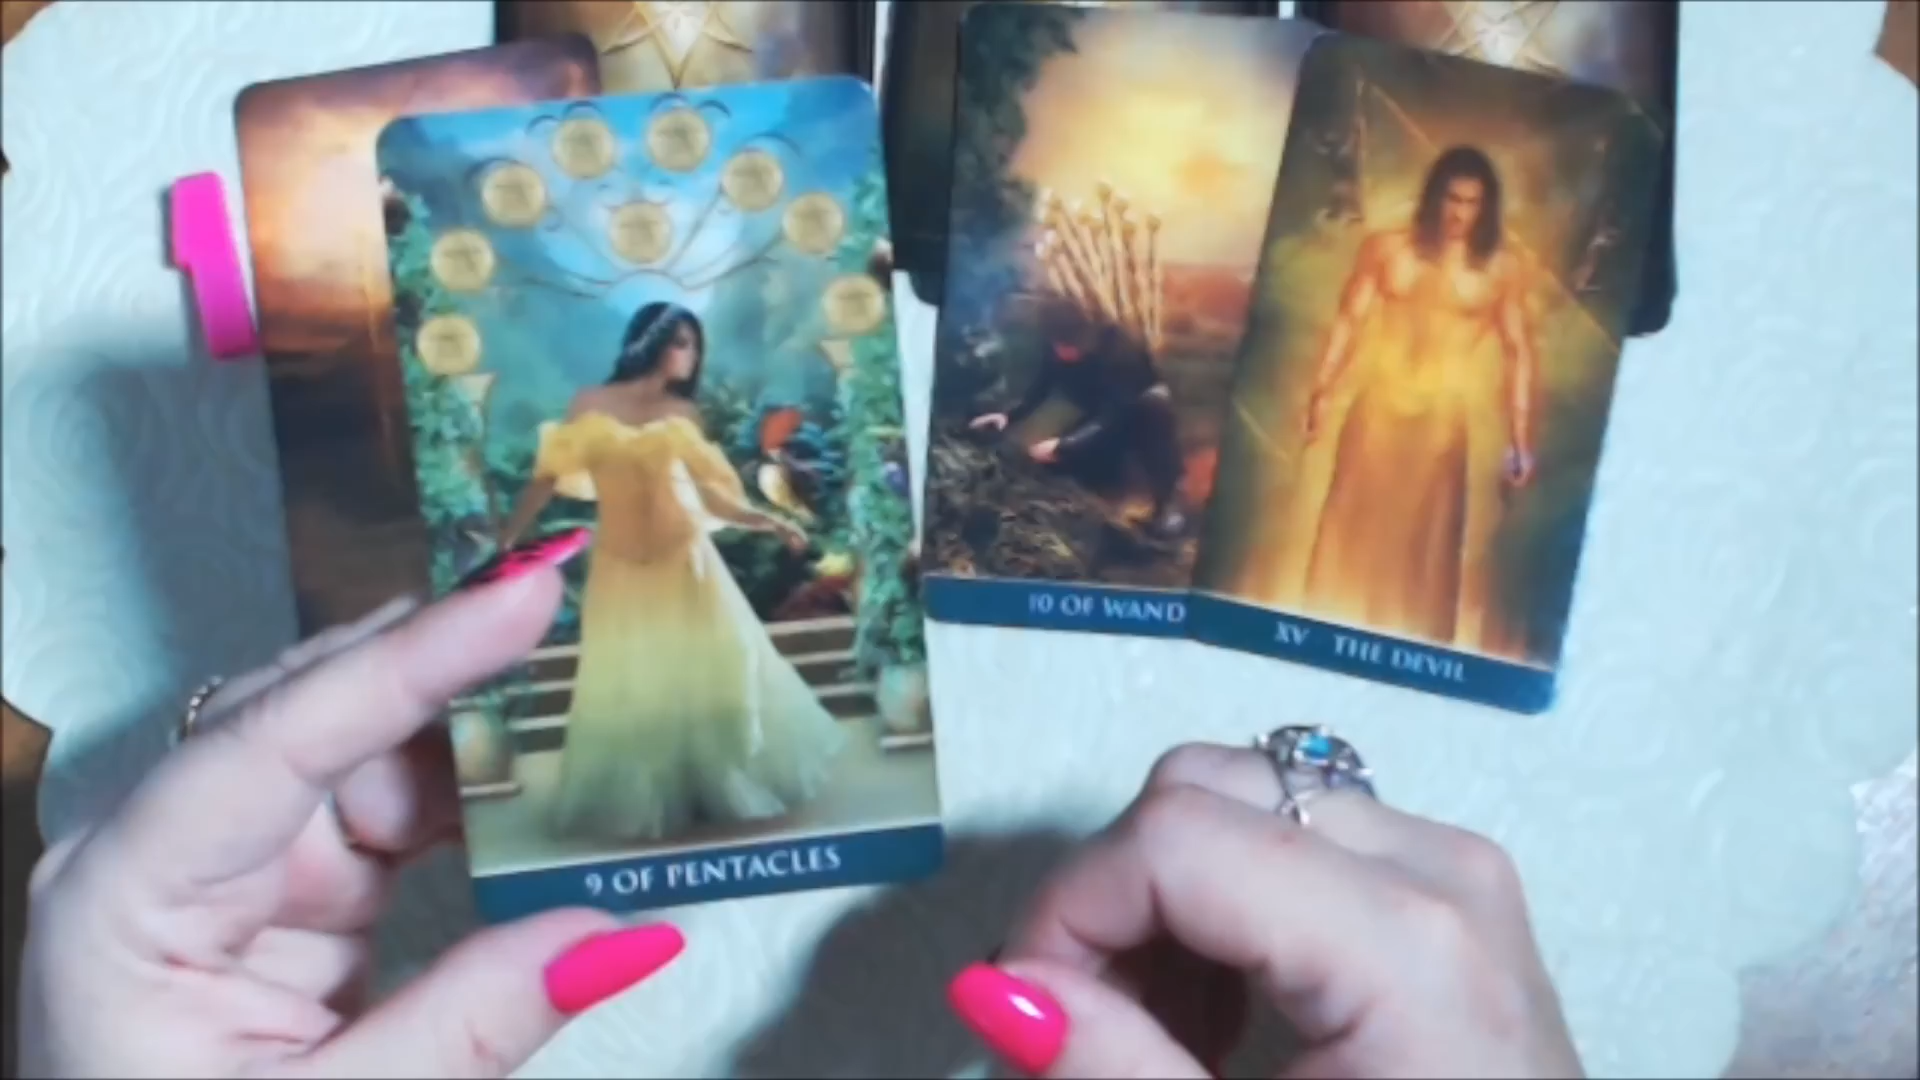 9 OF PENTACLES
10 OF WAND
XV THE DEVIL